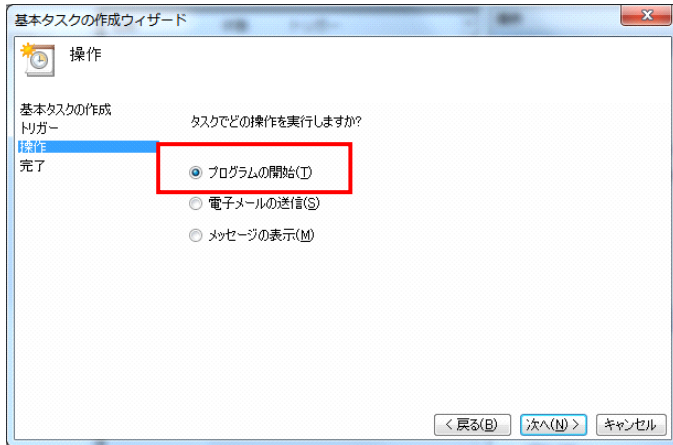 基本タスクの作成ウィザード
操作
基本タスクの作成
トリガー
操作
完了
タスクでどの操作を実行しますか?
プログラムの開始(T)
電子メールの送信(S)
メッセージの表示(M)
< 戻る(B)
次へ(N) >
キャンセル